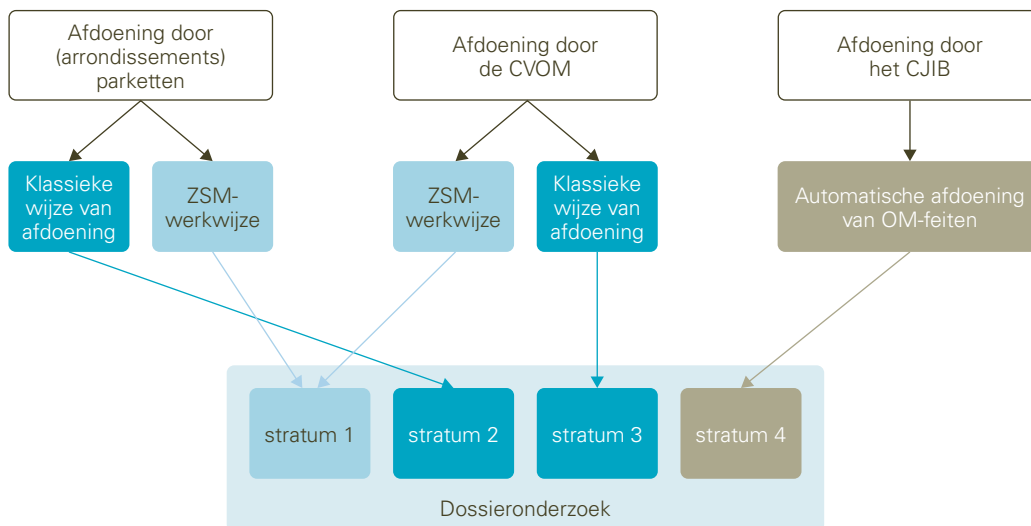 Afdoening door
(arrondissements)
parketten
Afdoening door
de CVOM
Afdoening door
het CJIB
Klassieke
wijze van
afdoening
ZSM-
werkwijze
ZSM-
werkwijze
Klassieke
wijze van
afdoening
Automatische afdoening
van OM-feiten
stratum 1
stratum 2
stratum 3
stratum 4
Dossieronderzoek